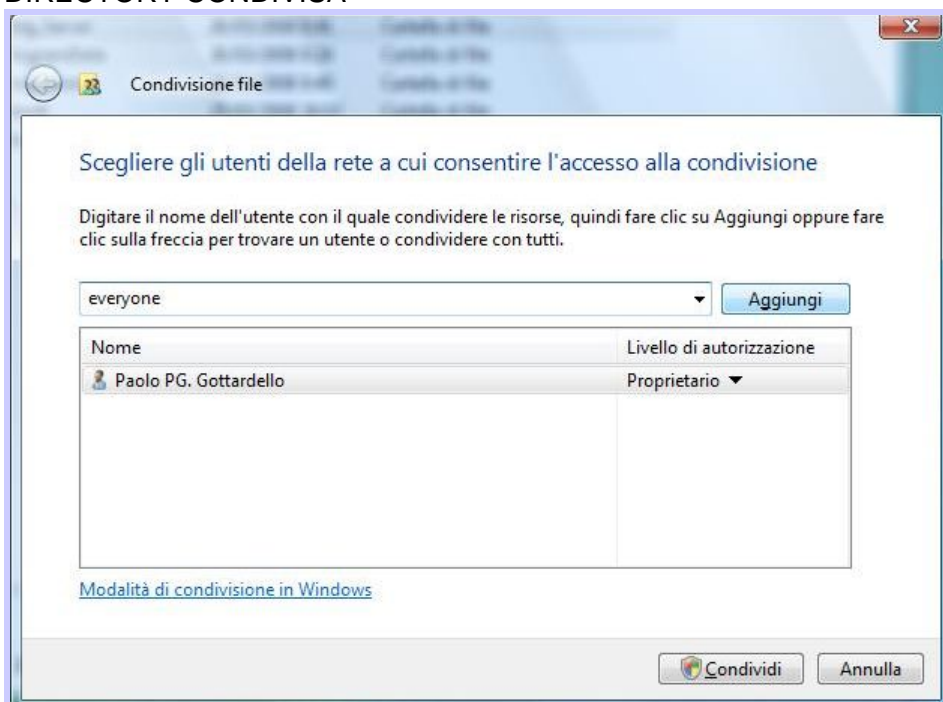 DIRECTORY CONDIVISA
Condivisione file
Scegliere gli utenti della rete a cui consentire l'accesso alla condivisione
Digitare il nome dell'utente con il quale condividere le risorse, quindi fare clic su Aggiungi oppure fare
clic sulla freccia per trovare un utente o condividere con tutti.
everyone
Aggiungi
Nome Livello di autorizzazione
Paolo PG. Gottardello Proprietario
Modalità di condivisione in Windows
Condividi Annulla